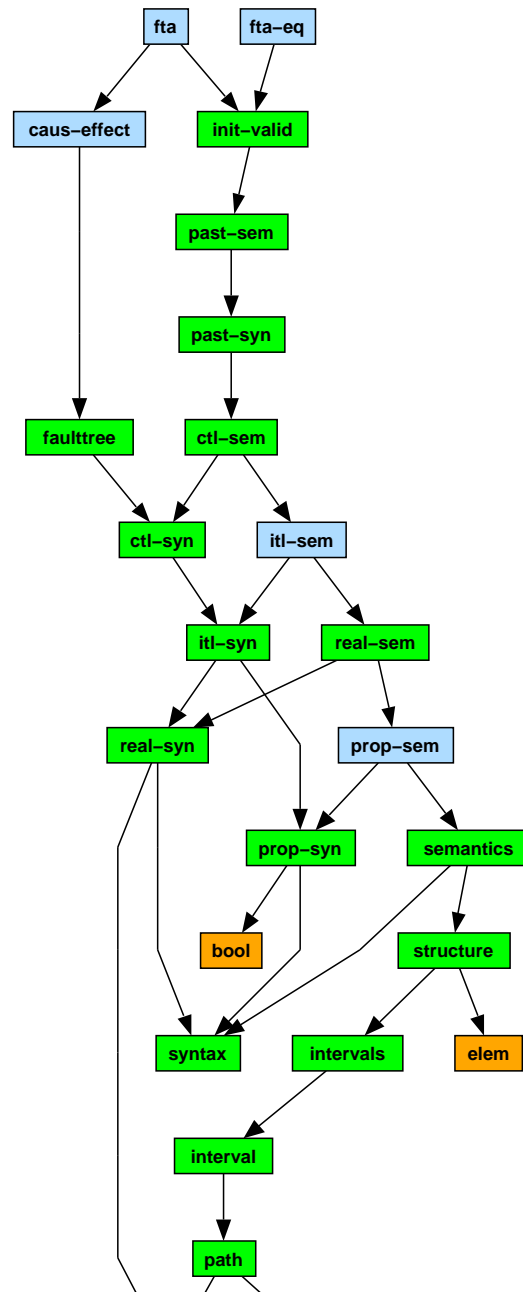 fta
fta-eq
caus-effect
init-valid
past-sem
past-syn
faulttree
ctl-sem
ctl-syn
itl-sem
itl-syn
real-sem
real-syn
prop-sem
prop-syn
semantics
bool
structure
syntax
intervals
elem
interval
path